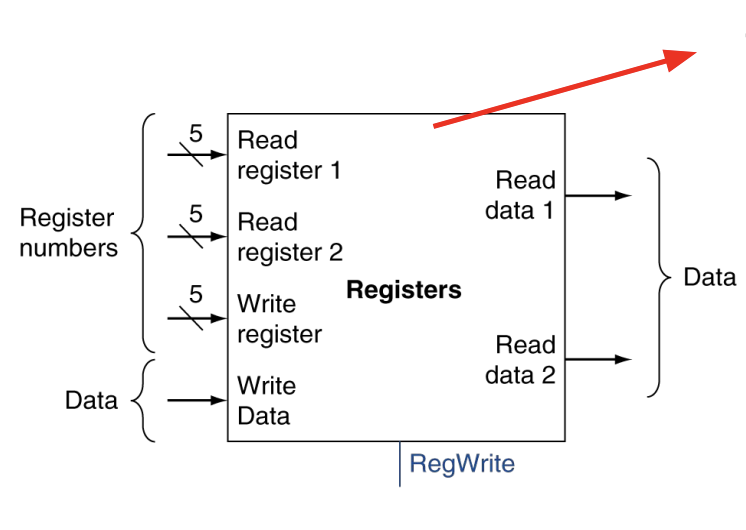 5
Read
register 1
5
Read
register 2
5
Write
register
Write
Data
Register
numbers
Data
Registers
Read
data 1
Read
data 2
Data
RegWrite